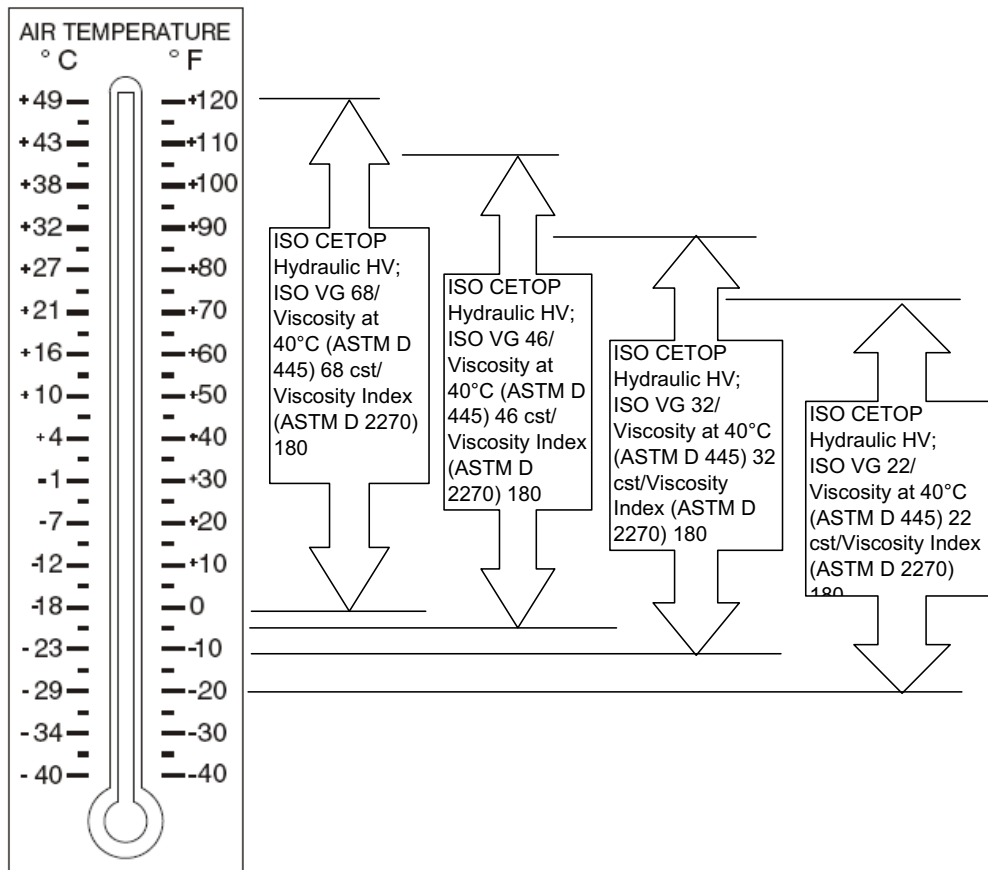 AIR TEMPERATURE
° C ° F
+49 +120
+43 +110
+38 +100
+32 +90
+27 +80
+21 +70
+16 +60
+10 +50
+4 +40
-1 +30
-7 +20
-12 +10
-18 0
-23 -10
-29 -20
-34 -30
-40 -40
ISO CETOP
Hydraulic HV;
ISO VG 68/
Viscosity at
40°C (ASTM D
445) 68 cst/
Viscosity Index
(ASTM D 2270)
180
ISO CETOP
Hydraulic HV;
ISO VG 46/
Viscosity at
40°C (ASTM D
445) 46 cst/
Viscosity Index
(ASTM D
2270) 180
ISO CETOP
Hydraulic HV;
ISO VG 32/
Viscosity at 40°C
(ASTM D 445) 32
cst/Viscosity
Index (ASTM D
2270) 180
ISO CETOP
Hydraulic HV;
ISO VG 22/
Viscosity at 40°C
(ASTM D 445) 22
cst/Viscosity Index
(ASTM D 2270)
180